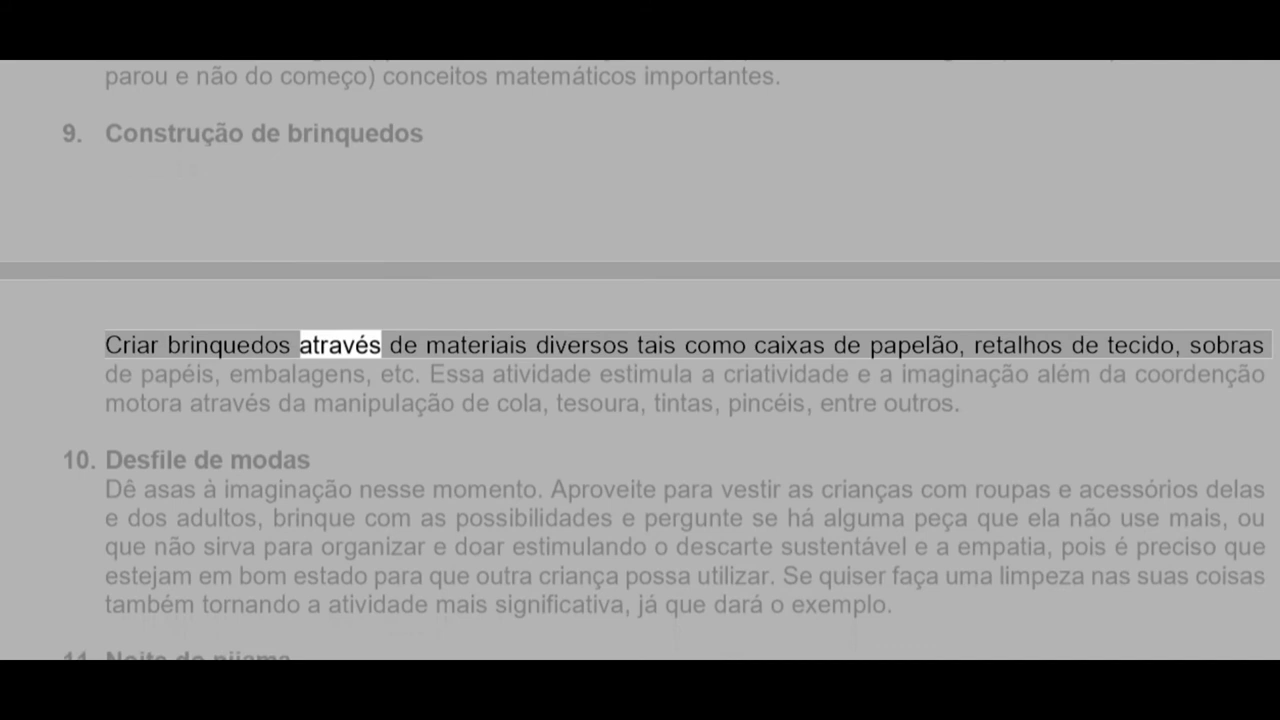 parou e não do começo) conceitos matemáticos importantes.
9. Construção de brinquedos
Criar brinquedos através de materiais diversos tais como caixas de papelão, retalhos de tecido, sobras
de papéis, embalagens, etc. Essa atividade estimula a criatividade e a imaginação além da coordenção
motora através da manipulação de cola, tesoura, tintas, pincéis, entre outros.
10. Desfile de modas
Dê asas à imaginação nesse momento. Aproveite para vestir as crianças com roupas e acessórios delas
e dos adultos, brinque com as possibilidades e pergunte se há alguma peça que ela não use mais, ou
que não sirva para organizar e doar estimulando o descarte sustentável e a empatia, pois é preciso que
estejam em bom estado para que outra criança possa utilizar. Se quiser faça uma limpeza nas suas coisas
também tornando a atividade mais significativa, já que dará o exemplo.
11. Noite do pijama